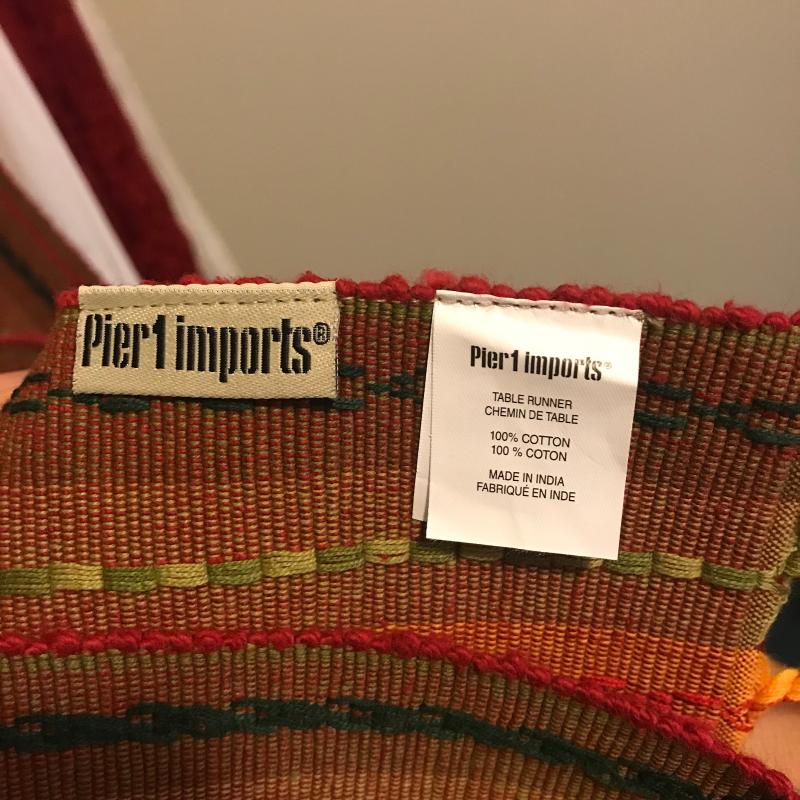 Pier1 imports®
Pier1 imports®
TABLE RUNNER
CHEMIN DE TABLE
100% COTTON
100 % COTON
MADE IN INDIA
FABRIQUÉ EN INDE